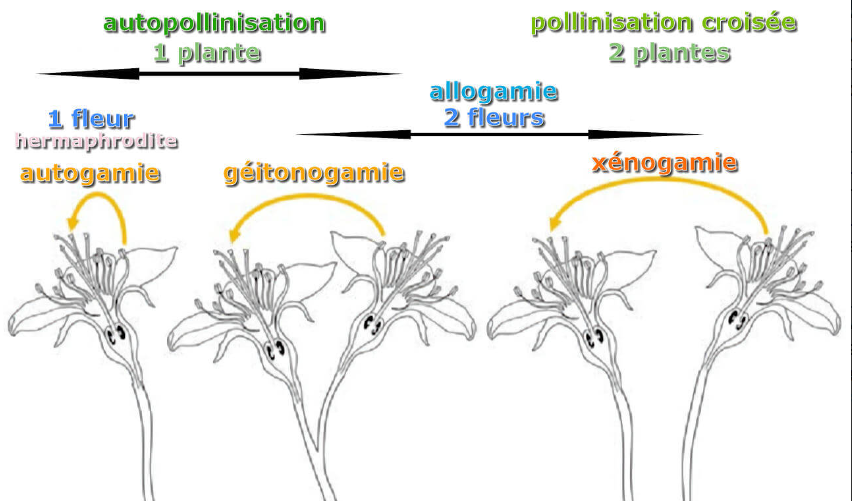 autopollinisation
1 plante
pollinisation croisée
2 plantes
allogamie
2 fleurs
1 fleur
hermaphrodite
autogamie
géitonogamie
xénogamie